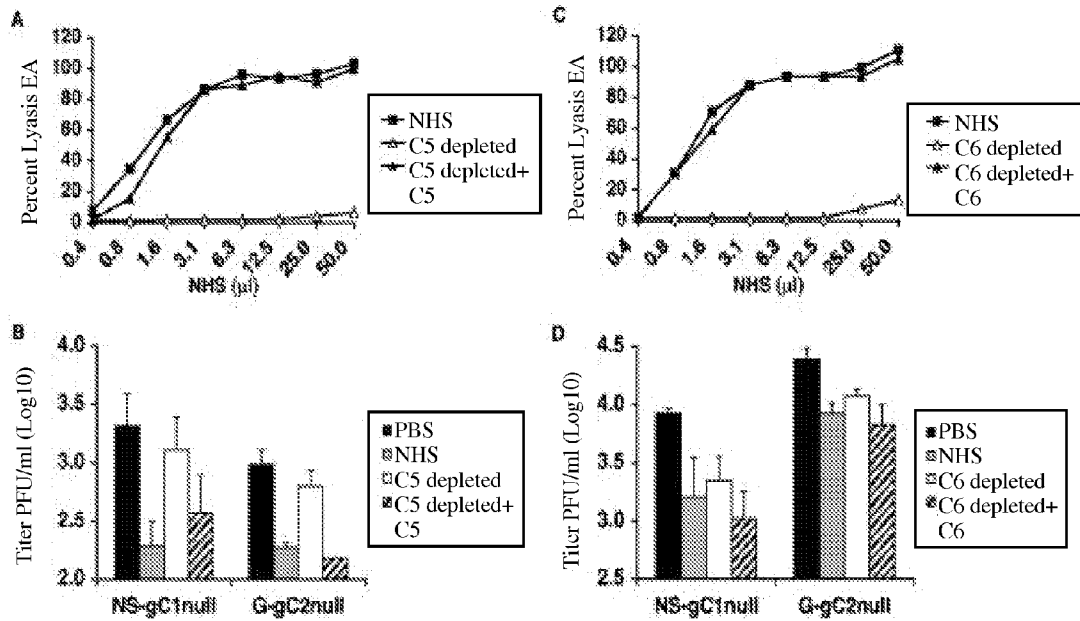 A
Percent Lyasis EA
120
100
80
60
40
20
0
0.4
0.8
1.6
3.1
6.3
12.5
25.0
50.0
NHS (µl)
NHS
C5 depleted
C5 depleted+
C5
C
Percent Lyasis EA
120
100
80
60
40
20
0
0.4
0.8
1.6
3.1
6.3
12.5
25.0
50.0
NHS (µl)
NHS
C6 depleted
C6 depleted+
C6
B
Titer PFU/ml (Log10)
4.0
3.5
3.0
2.5
2.0
NS-gC1null
G-gC2null
PBS
NHS
C5 depleted
C5 depleted+
C5
D
Titer PFU/ml (Log10)
4.5
4.0
3.5
3.0
2.5
NS-gC1null
G-gC2null
PBS
NHS
C6 depleted
C6 depleted+
C6